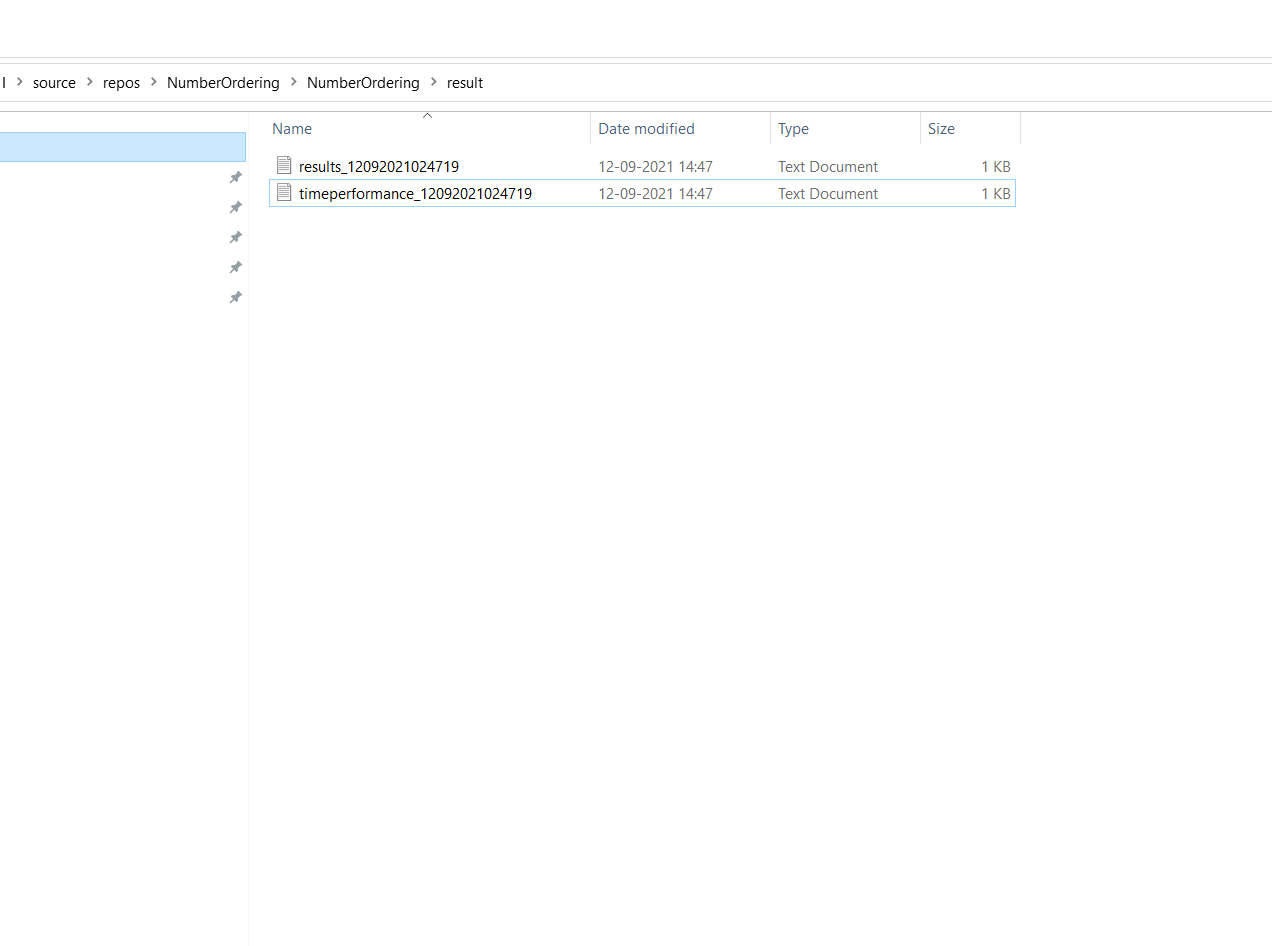 l > source > repos > NumberOrdering > NumberOrdering > result
Name Date modified Type Size
results_12092021024719 12-09-2021 14:47 Text Document 1 KB
timeperformance_12092021024719 12-09-2021 14:47 Text Document 1 KB